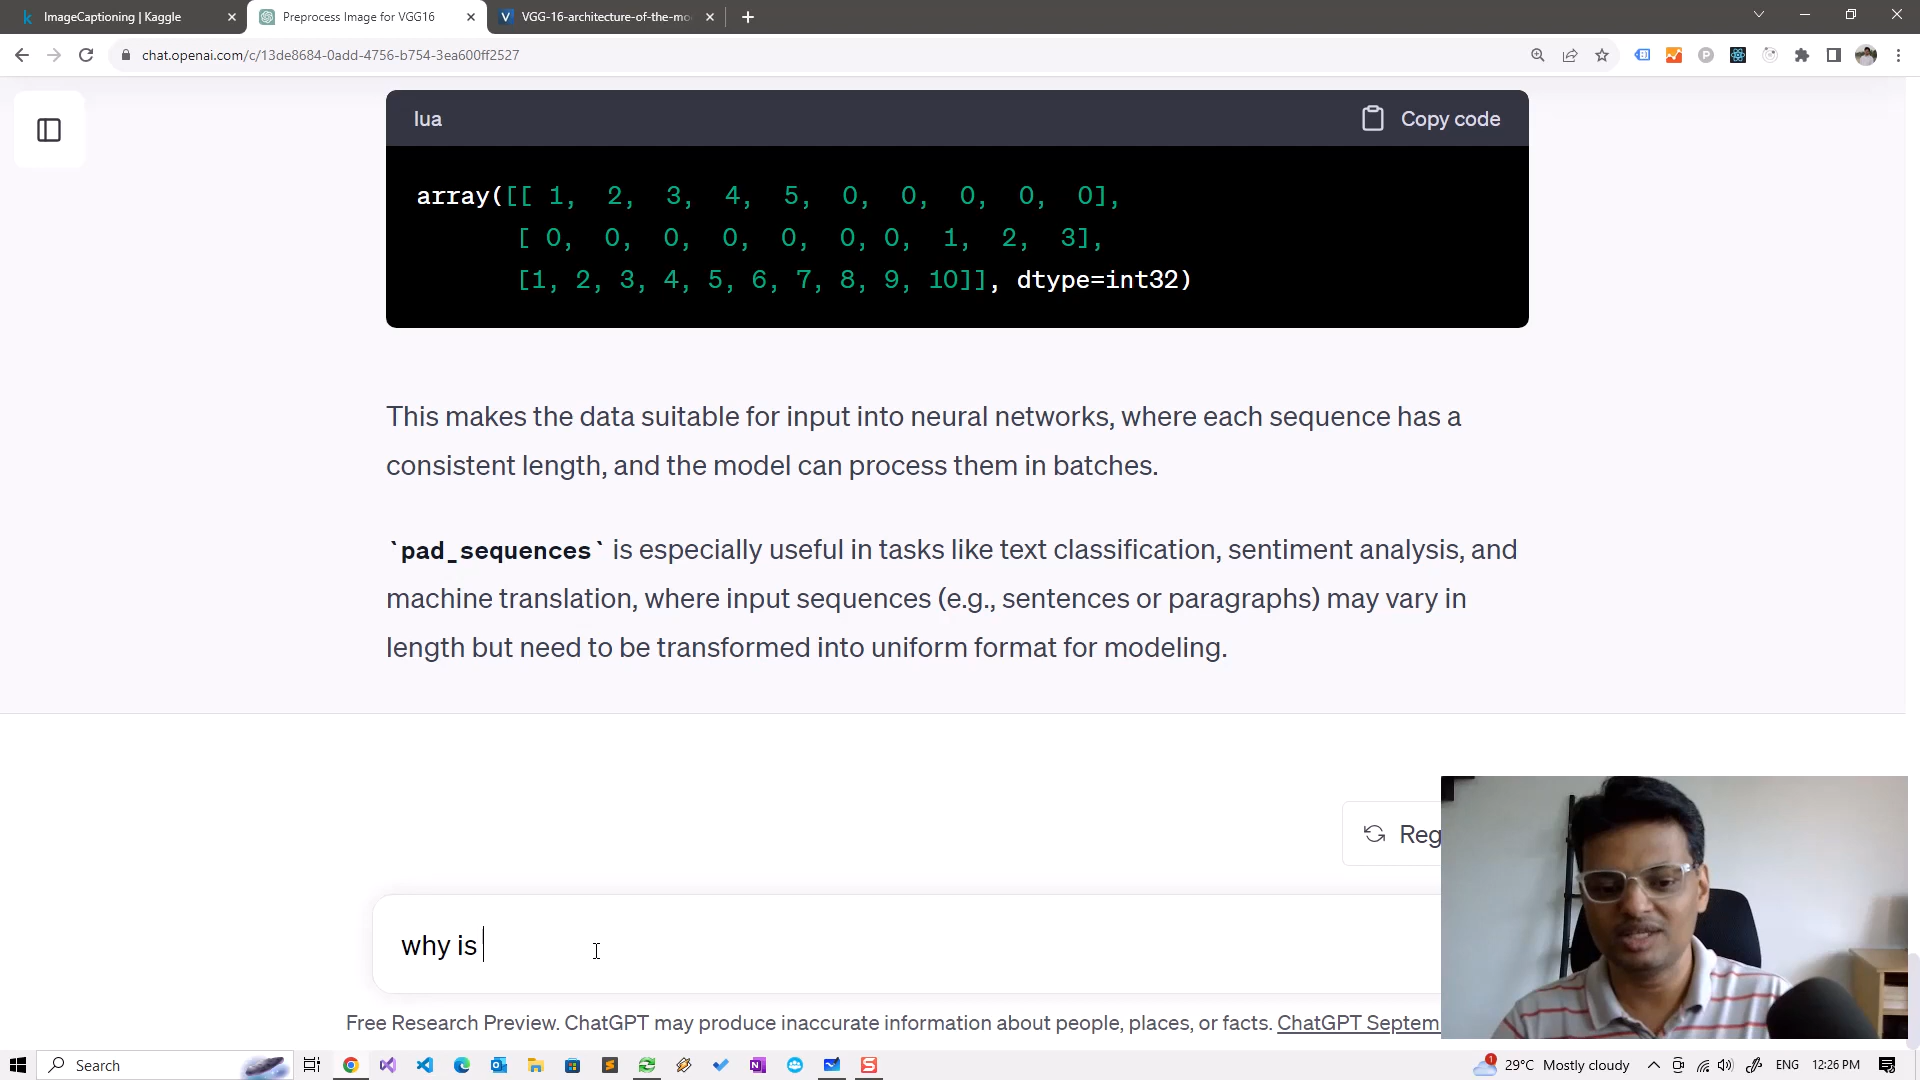 ImageCaptioning | Kaggle
Preprocess Image for VGG16
VGG-16-architecture-of-the-mo
chat.openai.com/c/13de8684-0add-4756-b754-3ea600ff2527
lua
Copy code
array([[ 1, 2, 3, 4, 5, 0, 0, 0, 0, 0],
[ 0, 0, 0, 0, 0, 0, 0, 1, 2, 3],
[1, 2, 3, 4, 5, 6, 7, 8, 9, 10]], dtype=int32)
This makes the data suitable for input into neural networks, where each sequence has a
consistent length, and the model can process them in batches.
`pad_sequences` is especially useful in tasks like text classification, sentiment analysis, and
machine translation, where input sequences (e.g., sentences or paragraphs) may vary in
length but need to be transformed into uniform format for modeling.
Reg
why is
Free Research Preview. ChatGPT may produce inaccurate information about people, places, or facts. ChatGPT Septem
Search
1
29°C Mostly cloudy
ENG
12:26 PM